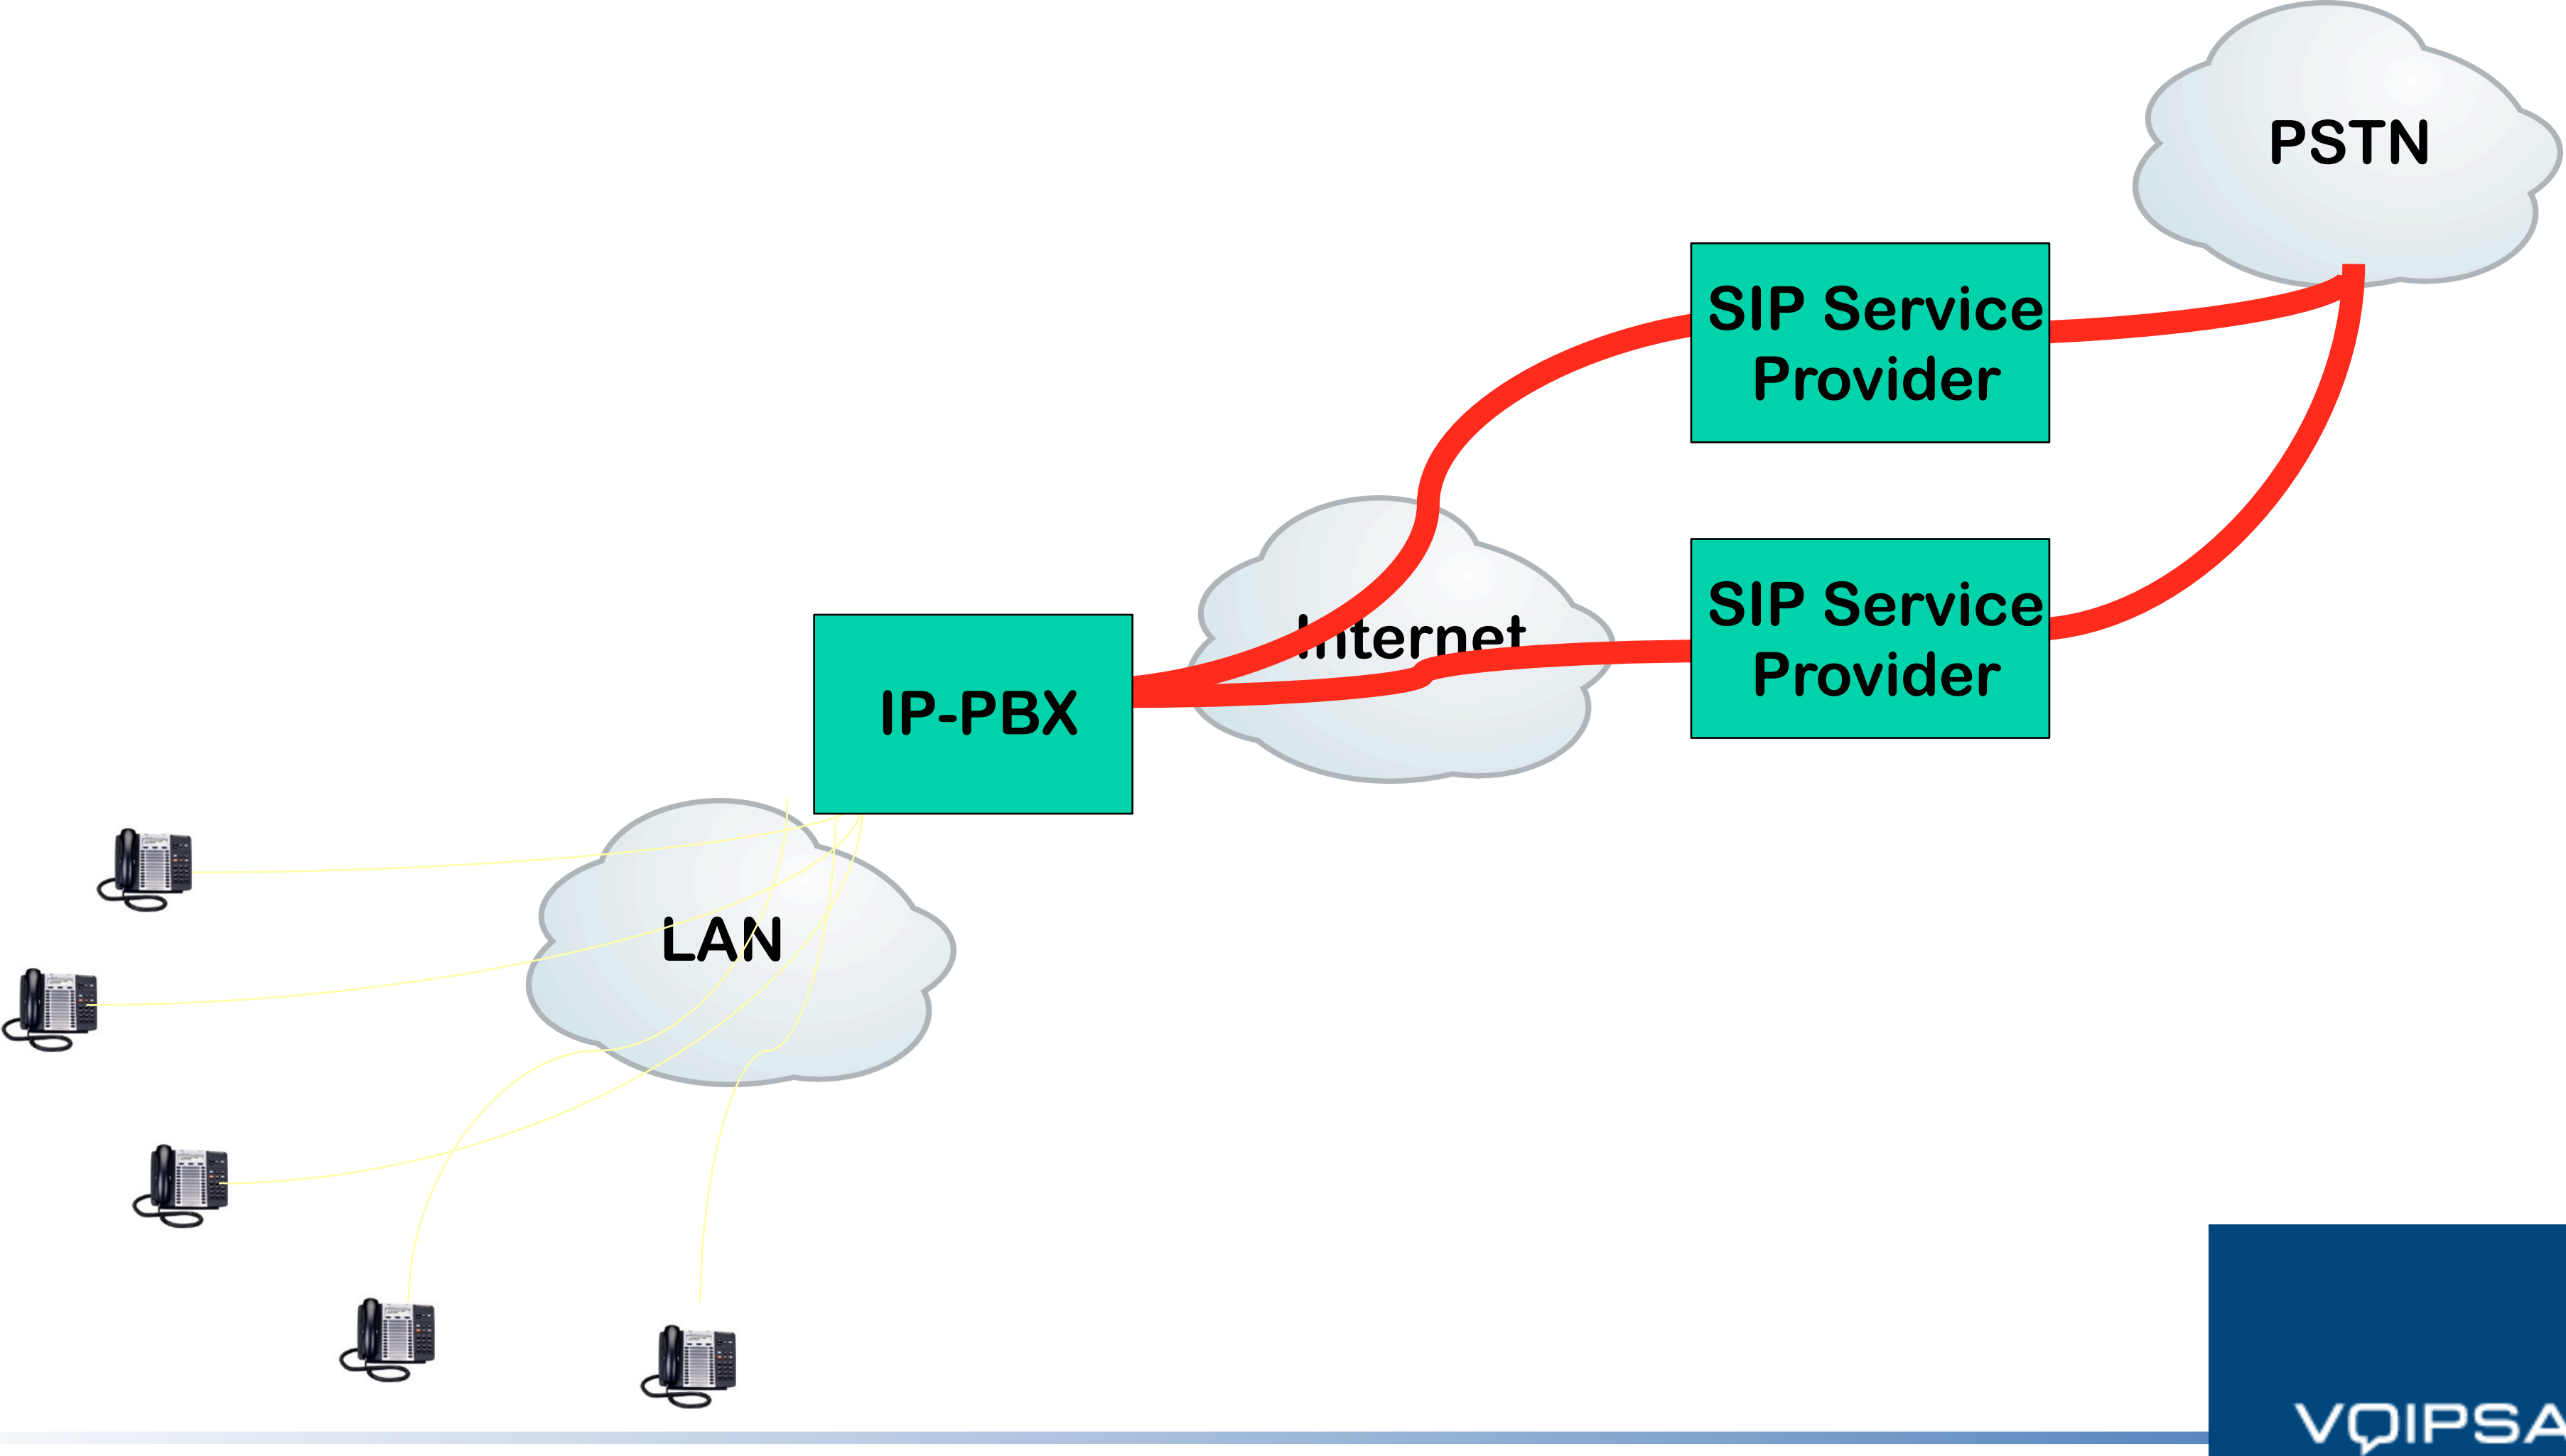 PSTN
SIP Service
Provider
SIP Service
Provider
Internet
IP-PBX
LAN
VOIPSA